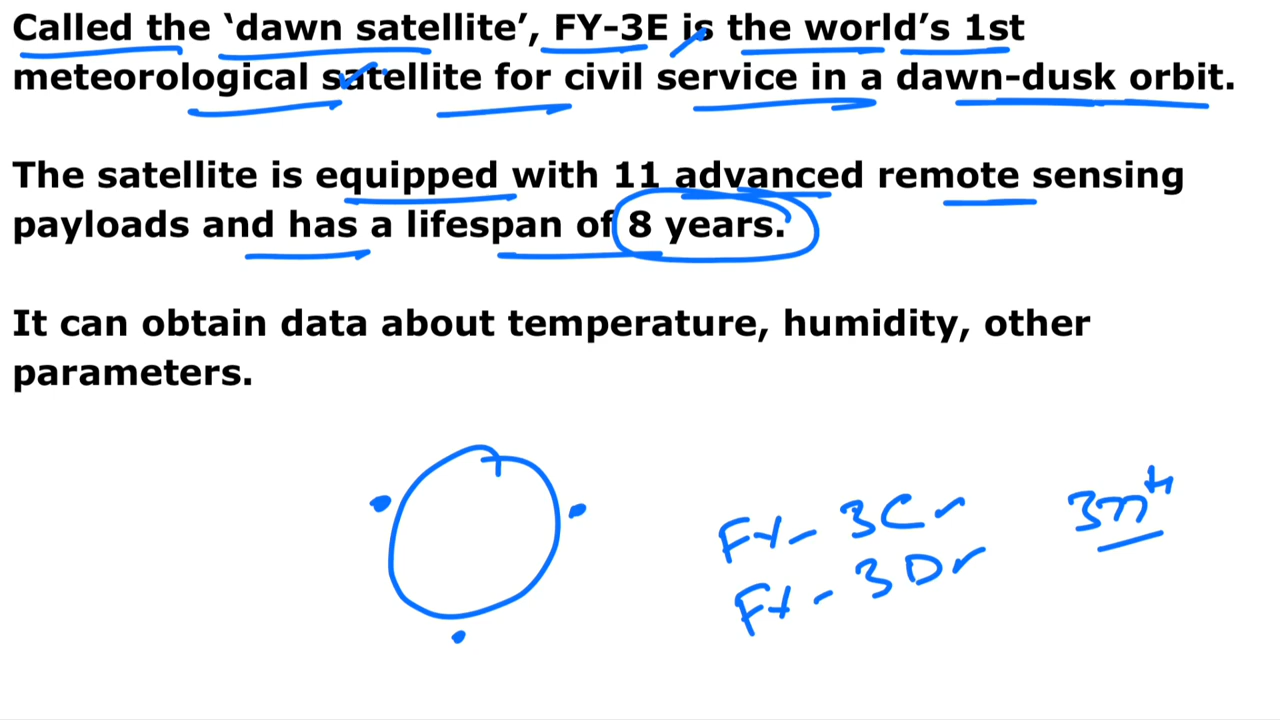 Called the ‘dawn satellite’, FY-3E is the world’s 1st
meteorological satellite for civil service in a dawn-dusk orbit.
The satellite is equipped with 11 advanced remote sensing
payloads and has a lifespan of 8 years.
It can obtain data about temperature, humidity, other
parameters.
FY- 3C
FY- 3D